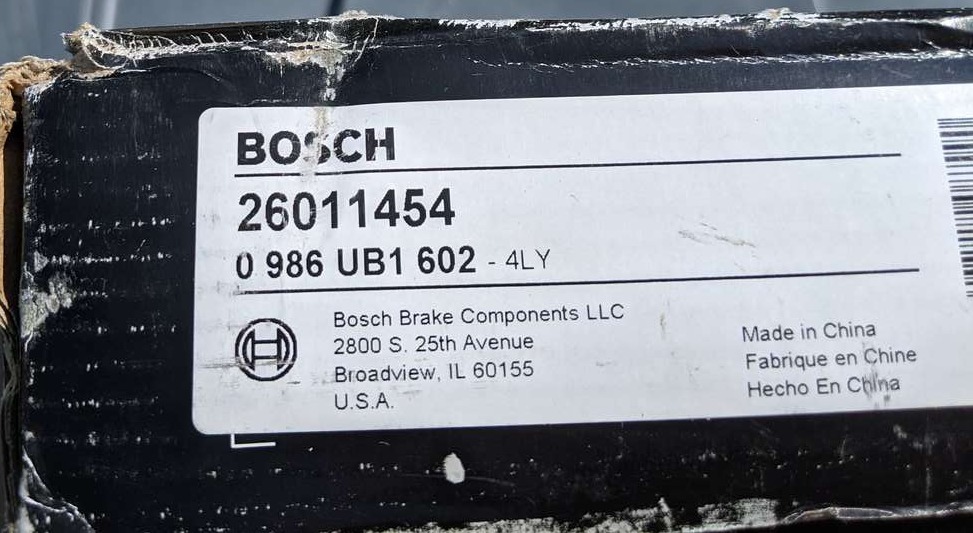 BOSCH
26011454
0 986 UB1 602 - 4LY
Bosch Brake Components LLC
2800 S. 25th Avenue
Broadview, IL 60155
U.S.A.
Made in China
Fabrique en Chine
Hecho En China